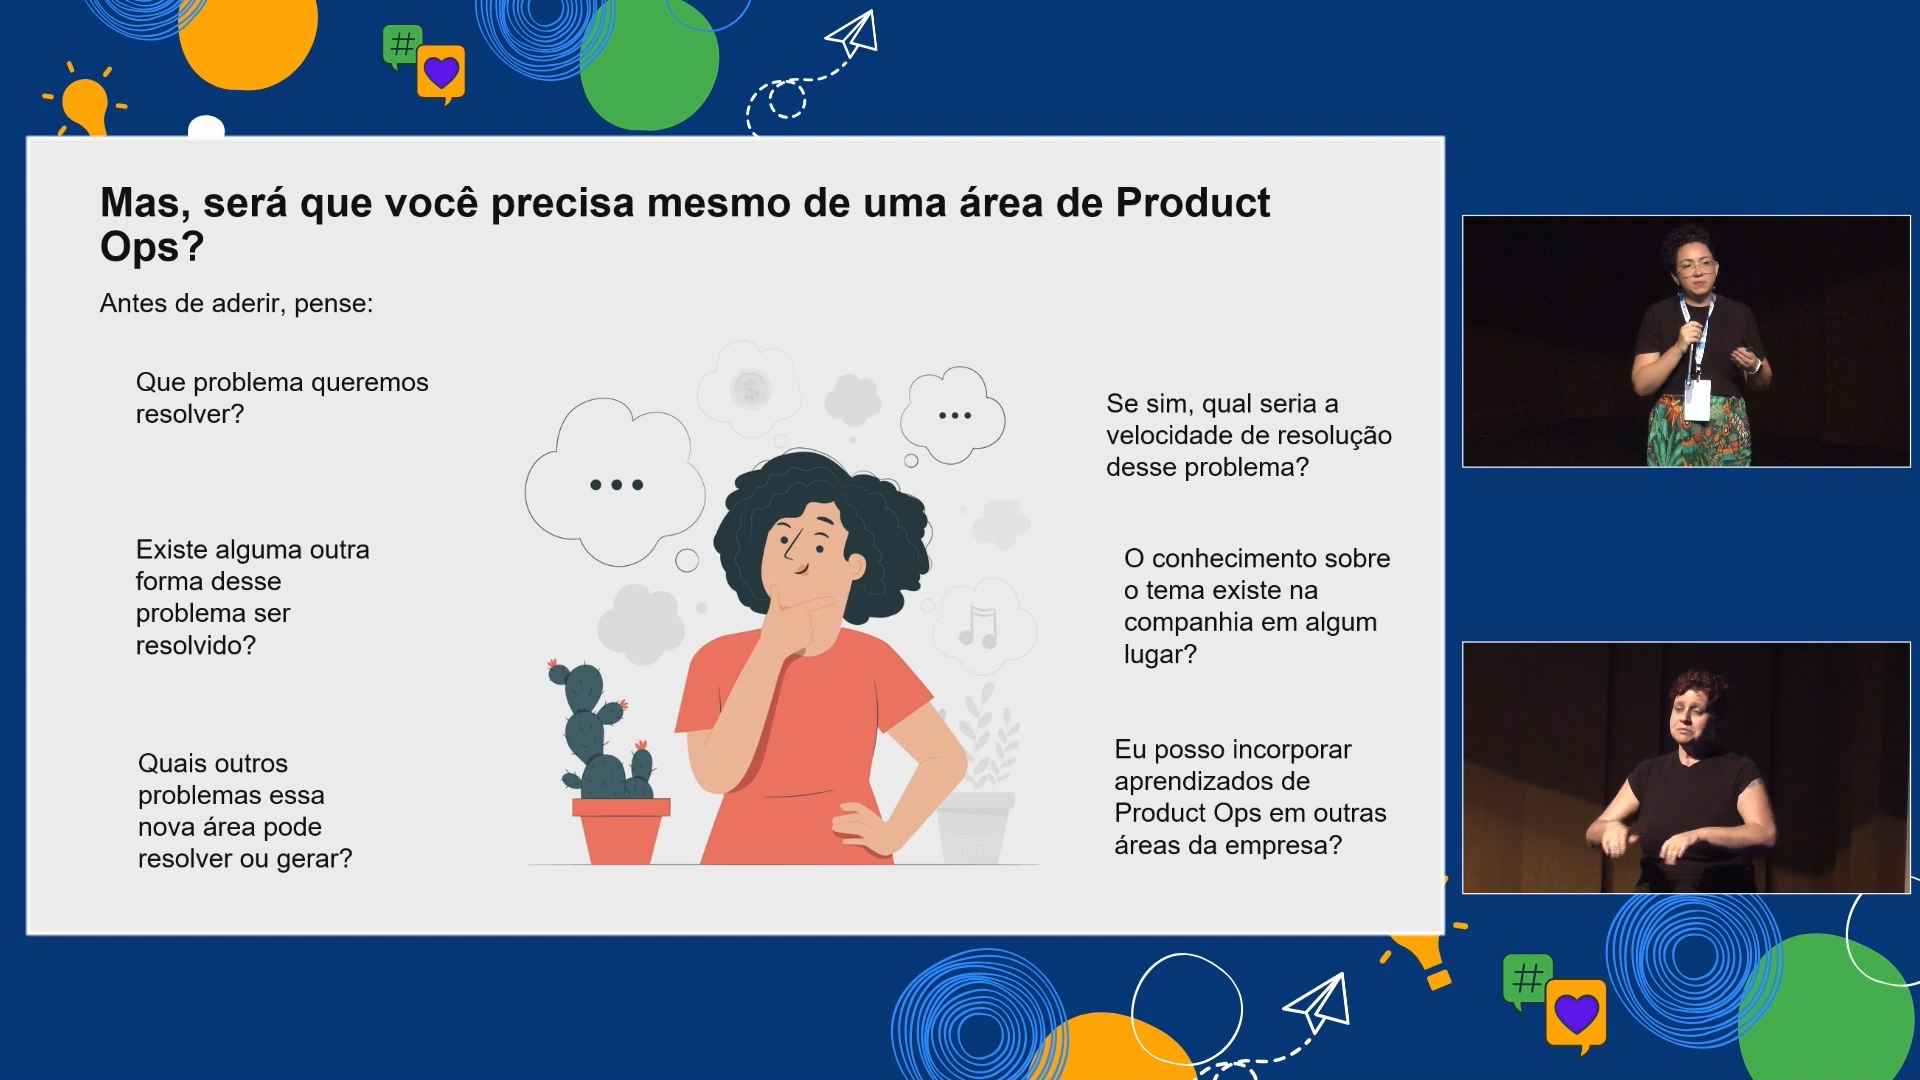 Mas, será que você precisa mesmo de uma área de Product
Ops?
Antes de aderir, pense:
Que problema queremos
resolver?
Existe alguma outra
forma desse
problema ser
resolvido?
Quais outros
problemas essa
nova área pode
resolver ou gerar?
Se sim, qual seria a
velocidade de resolução
desse problema?
O conhecimento sobre
o tema existe na
companhia em algum
lugar?
Eu posso incorporar
aprendizados de
Product Ops em outras
áreas da empresa?